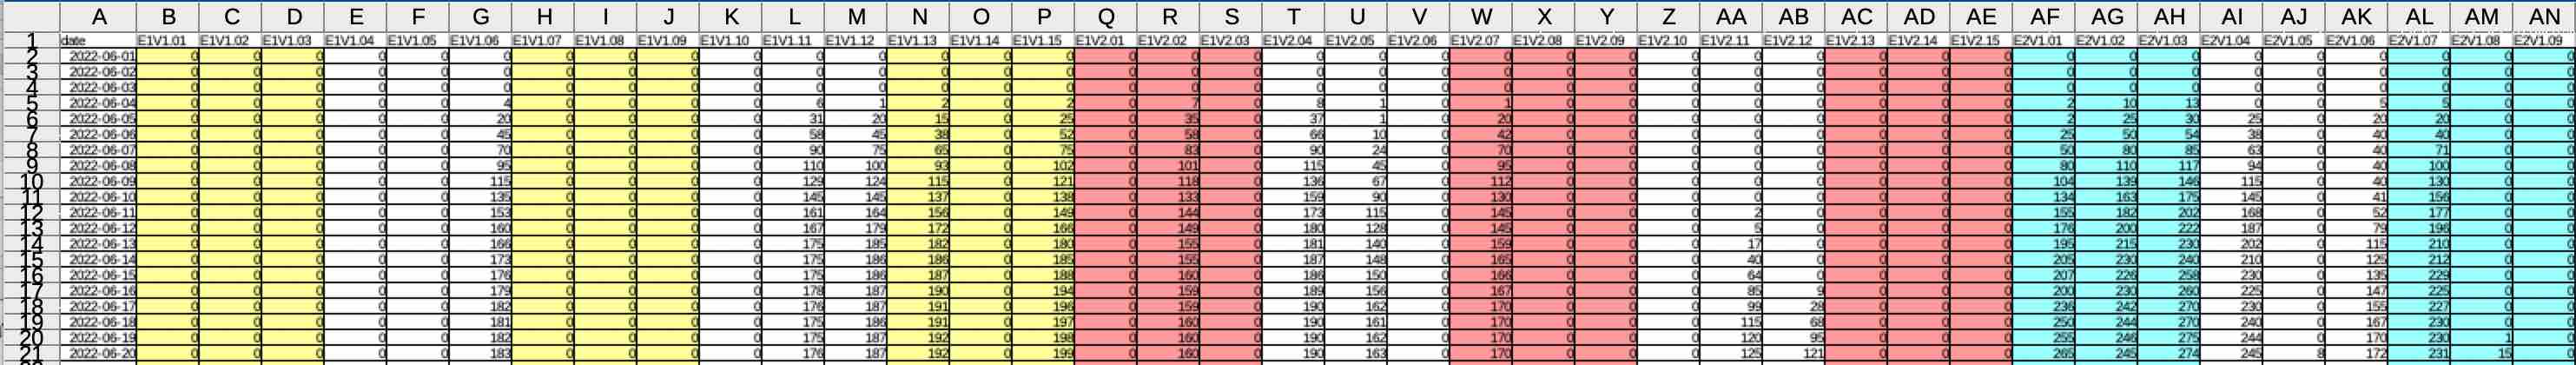 A B C D E F G H I J K L M N O P Q R S T U V W X Y Z AA AB AC AD AE AF AG AH AI AJ AK AL AM AN
1 date E1V1.01 E1V1.02 E1V1.03 E1V1.04 E1V1.05 E1V1.06 E1V1.07 E1V1.08 E1V1.09 E1V1.10 E1V1.11 E1V1.12 E1V1.13 E1V1.14 E1V1.15 E1V2.01 E1V2.02 E1V2.03 E1V2.04 E1V2.05 E1V2.06 E1V2.07 E1V2.08 E1V2.09 E1V2.10 E1V2.11 E1V2.12 E1V2.13 E1V2.14 E1V2.15 E2V1.01 E2V1.02 E2V1.03 E2V1.04 E2V1.05 E2V1.06 E2V1.07 E2V1.08 E2V1.09
2 2022-06-01 0 0 0 0 0 0 0 0 0 0 0 0 0 0 0 0 0 0 0 0 0 0 0 0 0 0 0 0 0 0 0 0 0 0 0 0 0 0 0
3 2022-06-02 0 0 0 0 0 0 0 0 0 0 0 0 0 0 0 0 0 0 0 0 0 0 0 0 0 0 0 0 0 0 0 0 0 0 0 0 0 0 0
4 2022-06-03 0 0 0 0 0 0 0 0 0 0 0 0 0 0 0 0 0 0 0 0 0 0 0 0 0 0 0 0 0 0 0 0 0 0 0 0 0 0 0
5 2022-06-04 0 0 0 0 0 4 0 0 0 0 6 1 2 0 2 0 7 0 8 1 0 1 0 0 0 0 0 0 0 0 2 10 13 0 0 5 5 0 0
6 2022-06-05 0 0 0 0 0 20 0 0 0 0 31 20 15 0 25 0 35 0 37 1 0 20 0 0 0 0 0 0 0 0 2 25 30 25 0 20 20 0 0
7 2022-06-06 0 0 0 0 0 45 0 0 0 0 58 45 38 0 52 0 58 0 66 10 0 42 0 0 0 0 0 0 0 0 25 50 54 38 0 40 40 0 0
8 2022-06-07 0 0 0 0 0 70 0 0 0 0 90 75 65 0 75 0 83 0 90 24 0 70 0 0 0 0 0 0 0 0 50 80 85 63 0 40 71 0 0
9 2022-06-08 0 0 0 0 0 95 0 0 0 0 110 100 93 0 102 0 101 0 115 45 0 95 0 0 0 0 0 0 0 0 80 110 117 94 0 40 100 0 0
10 2022-06-09 0 0 0 0 0 115 0 0 0 0 129 124 115 0 121 0 118 0 136 67 0 112 0 0 0 0 0 0 0 0 104 139 146 115 0 40 130 0 0
11 2022-06-10 0 0 0 0 0 135 0 0 0 0 145 145 137 0 138 0 133 0 159 90 0 130 0 0 0 0 0 0 0 0 134 163 175 145 0 41 156 0 0
12 2022-06-11 0 0 0 0 0 153 0 0 0 0 161 164 156 0 149 0 144 0 173 115 0 145 0 0 0 2 0 0 0 0 155 182 202 168 0 52 177 0 0
13 2022-06-12 0 0 0 0 0 160 0 0 0 0 167 179 172 0 166 0 149 0 180 128 0 145 0 0 0 5 0 0 0 0 176 200 222 187 0 79 196 0 0
14 2022-06-13 0 0 0 0 0 166 0 0 0 0 175 185 182 0 180 0 155 0 181 140 0 159 0 0 0 17 0 0 0 0 195 215 230 202 0 115 210 0 0
15 2022-06-14 0 0 0 0 0 173 0 0 0 0 175 186 186 0 185 0 155 0 187 148 0 165 0 0 0 40 0 0 0 0 205 230 240 210 0 125 212 0 0
16 2022-06-15 0 0 0 0 0 176 0 0 0 0 175 186 187 0 188 0 160 0 186 150 0 166 0 0 0 64 0 0 0 0 207 226 258 230 0 135 229 0 0
17 2022-06-16 0 0 0 0 0 179 0 0 0 0 178 187 190 0 194 0 159 0 189 156 0 167 0 0 0 85 9 0 0 0 200 230 260 225 0 147 225 0 0
18 2022-06-17 0 0 0 0 0 182 0 0 0 0 176 187 191 0 196 0 159 0 190 162 0 170 0 0 0 99 28 0 0 0 236 242 270 230 0 155 227 0 0
19 2022-06-18 0 0 0 0 0 181 0 0 0 0 175 186 191 0 197 0 160 0 190 161 0 170 0 0 0 115 68 0 0 0 250 244 270 240 0 167 230 0 0
20 2022-06-19 0 0 0 0 0 182 0 0 0 0 175 187 192 0 198 0 160 0 190 162 0 170 0 0 0 120 95 0 0 0 255 246 275 244 0 170 230 1 0
21 2022-06-20 0 0 0 0 0 183 0 0 0 0 176 187 192 0 199 0 160 0 190 163 0 170 0 0 0 125 121 0 0 0 265 245 274 245 8 172 231 15 0